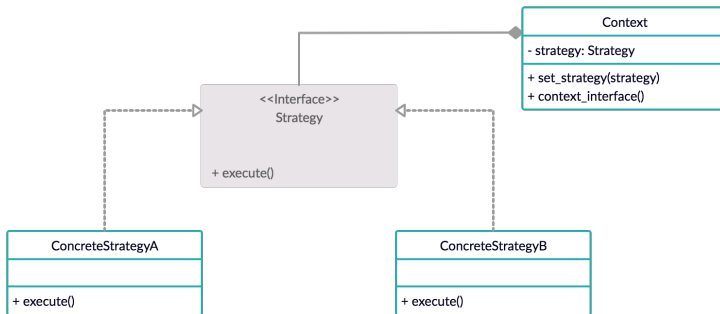 Context
- strategy: Strategy
+ set_strategy(strategy)
+ context_interface()
<<Interface>>
Strategy
+ execute()
ConcreteStrategyA
+ execute()
ConcreteStrategyB
+ execute()